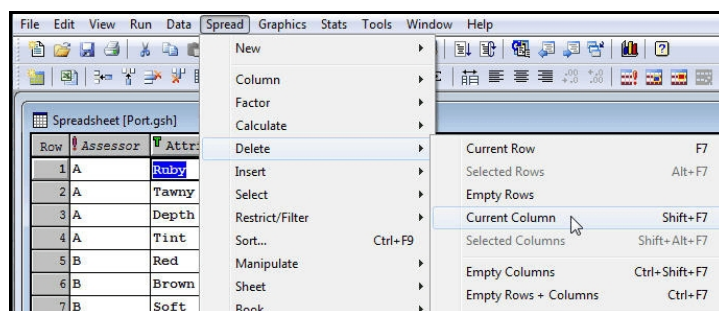 File Edit View Run Data Spread Graphics Stats Tools Window Help
New
Column
Factor
Calculate
Delete
Insert
Select
Restrict/Filter
Sort... Ctrl+F9
Manipulate
Sheet
Book
Current Row F7
Selected Rows Alt+F7
Empty Rows
Current Column Shift+F7
Selected Columns Shift+Alt+F7
Empty Columns Ctrl+Shift+F7
Empty Rows + Columns Ctrl+F7
Spreadsheet [Port.gsh]
Row Assessor Attri
1 A Ruby
2 A Tawny
3 A Depth
4 A Tint
5 B Red
6 B Brown
7 B Soft